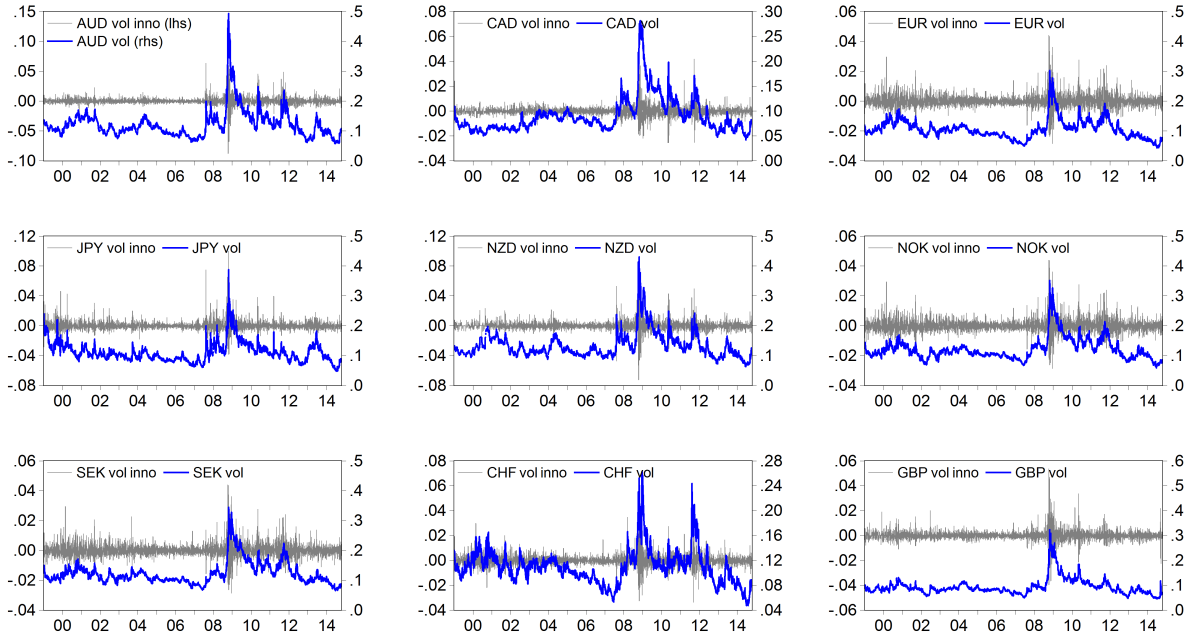 AUD vol inno (lhs)
AUD vol (rhs)
.15 .10 .05 .00 -.05 -.10
.5 .4 .3 .2 .1 .0
00 02 04 06 08 10 12 14
CAD vol inno CAD vol
.08 .06 .04 .02 .00 -.02 -.04
.30 .25 .20 .15 .10 .05 .00
00 02 04 06 08 10 12 14
EUR vol inno EUR vol
.06 .04 .02 .00 -.02 -.04
.5 .4 .3 .2 .1 .0
00 02 04 06 08 10 12 14
JPY vol inno JPY vol
.12 .08 .04 .00 -.04 -.08
.5 .4 .3 .2 .1 .0
00 02 04 06 08 10 12 14
NZD vol inno NZD vol
.12 .08 .04 .00 -.04 -.08
.5 .4 .3 .2 .1 .0
00 02 04 06 08 10 12 14
NOK vol inno NOK vol
.06 .04 .02 .00 -.02 -.04
.5 .4 .3 .2 .1 .0
00 02 04 06 08 10 12 14
SEK vol inno SEK vol
.06 .04 .02 .00 -.02 -.04
.5 .4 .3 .2 .1 .0
00 02 04 06 08 10 12 14
CHF vol inno CHF vol
.08 .06 .04 .02 .00 -.02 -.04
.28 .24 .20 .16 .12 .08 .04
00 02 04 06 08 10 12 14
GBP vol inno GBP vol
.06 .04 .02 .00 -.02 -.04 -.06
.6 .5 .4 .3 .2 .1 .0
00 02 04 06 08 10 12 14